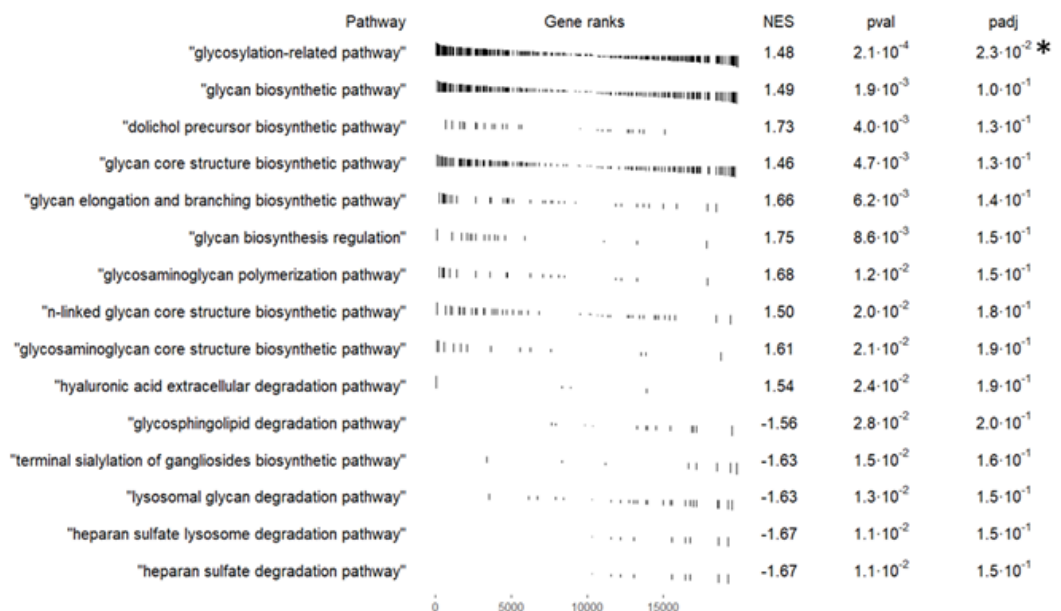 Pathway Gene ranks NES pval padj
"glycosylation-related pathway" 1.48 2.1·10⁻⁴ 2.3·10⁻² *
"glycan biosynthetic pathway" 1.49 1.9·10⁻³ 1.0·10⁻¹
"dolichol precursor biosynthetic pathway" 1.73 4.0·10⁻³ 1.3·10⁻¹
"glycan core structure biosynthetic pathway" 1.46 4.7·10⁻³ 1.3·10⁻¹
"glycan elongation and branching biosynthetic pathway" 1.66 6.2·10⁻³ 1.4·10⁻¹
"glycan biosynthesis regulation" 1.75 8.6·10⁻³ 1.5·10⁻¹
"glycosaminoglycan polymerization pathway" 1.68 1.2·10⁻² 1.5·10⁻¹
"n-linked glycan core structure biosynthetic pathway" 1.50 2.0·10⁻² 1.8·10⁻¹
"glycosaminoglycan core structure biosynthetic pathway" 1.61 2.1·10⁻² 1.9·10⁻¹
"hyaluronic acid extracellular degradation pathway" 1.54 2.4·10⁻² 1.9·10⁻¹
"glycosphingolipid degradation pathway" -1.56 2.8·10⁻² 2.0·10⁻¹
"terminal sialylation of gangliosides biosynthetic pathway" -1.63 1.5·10⁻² 1.6·10⁻¹
"lysosomal glycan degradation pathway" -1.63 1.3·10⁻² 1.5·10⁻¹
"heparan sulfate lysosome degradation pathway" -1.67 1.1·10⁻² 1.5·10⁻¹
"heparan sulfate degradation pathway" -1.67 1.1·10⁻² 1.5·10⁻¹
0 5000 10000 15000